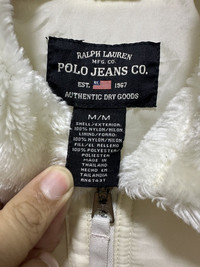 RALPH LAUREN
MFG. CO.
POLO JEANS CO.
EST. 1967
AUTHENTIC DRY GOODS
M/M
SHELL/EXTERIOR:
100% NYLON/NILON
LINING/FORRO:
100% NYLON/NILON
FILL/EL RELLENO
100% POLYESTER/
POLIESTER
MADE IN
THAILAND
HECHO EN
TAILANDIA
RN67437